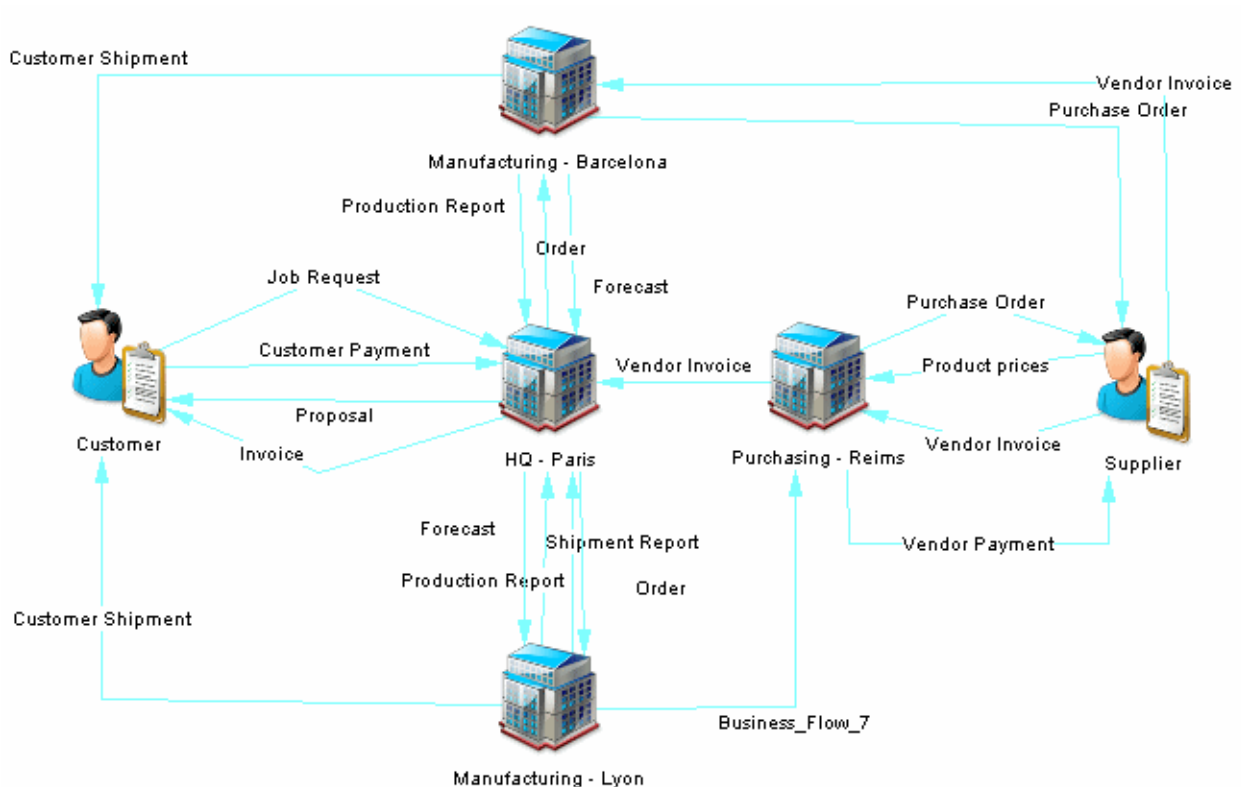 Customer Shipment
Vendor Invoice
Purchase Order
Manufacturing - Barcelona
Production Report
Order
Job Request
Forecast
Purchase Order
Customer Payment
Vendor Invoice
Product prices
Proposal
Customer
Invoice
Vendor Invoice
HQ - Paris
Purchasing - Reims
Supplier
Forecast
Shipment Report
Vendor Payment
Production Report
Order
Customer Shipment
Business_Flow_7
Manufacturing - Lyon